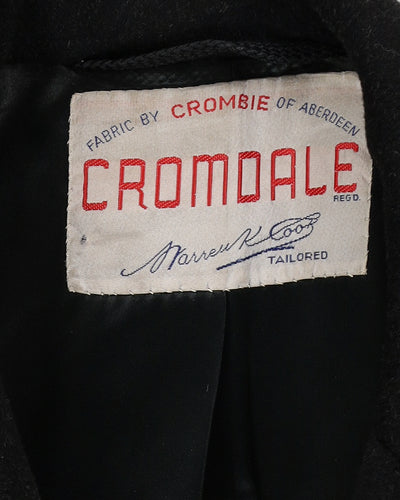 FABRIC BY CROMBIE OF ABERDEEN
CROMDALE
REGD.
Warren K Cook
TAILORED